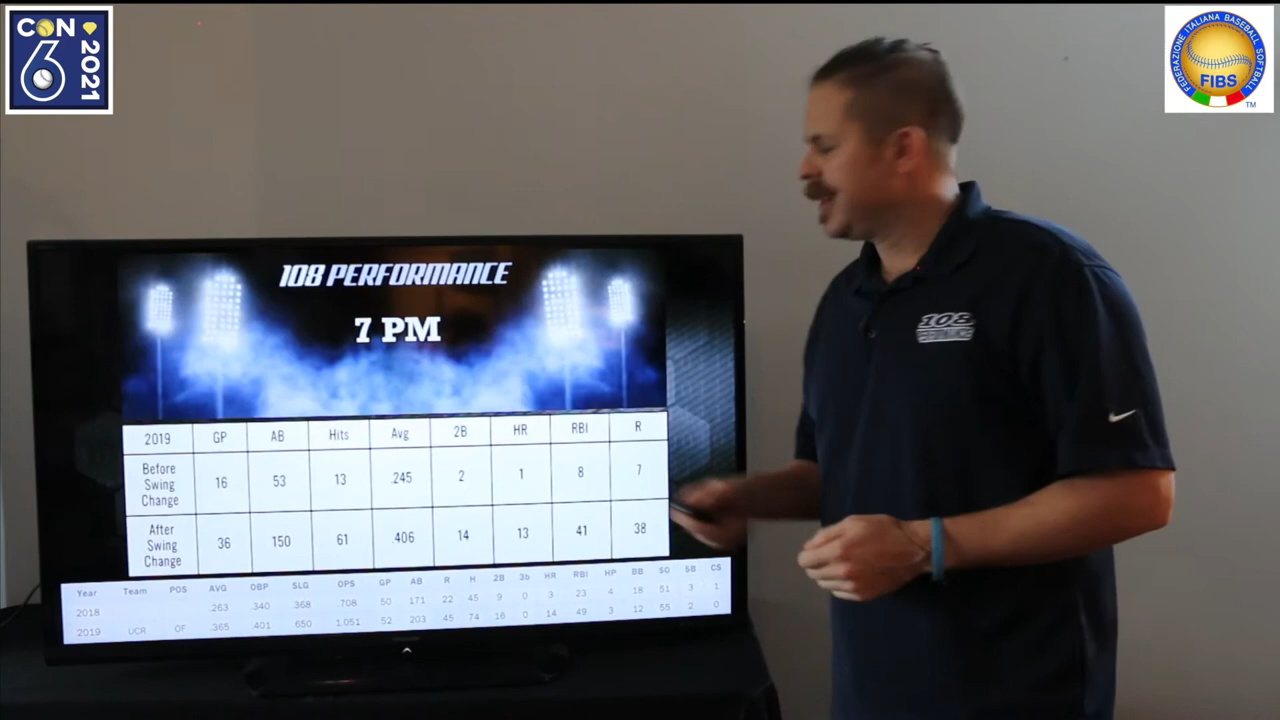 CON
6
2021
FEDERAZIONE ITALIANA BASEBALL SOFTBALL
FIBS
TM
108 PERFORMANCE
7 PM
108
PERFORMANCE
2019 GP AB Hits Avg 2B HR RBI R
Before Swing Change 16 53 13 .245 2 1 8 7
After Swing Change 36 150 61 .406 14 13 41 38
Year Team POS AVG OBP SLG OPS GP AB R H 2B 3b HR RBI HP BB SO SB CS
2018 .263 .340 .368 .708 50 171 22 45 9 0 3 23 4 18 51 3 1
2019 UCR OF .365 .401 .650 1.051 52 203 45 74 16 0 14 49 3 12 55 2 0